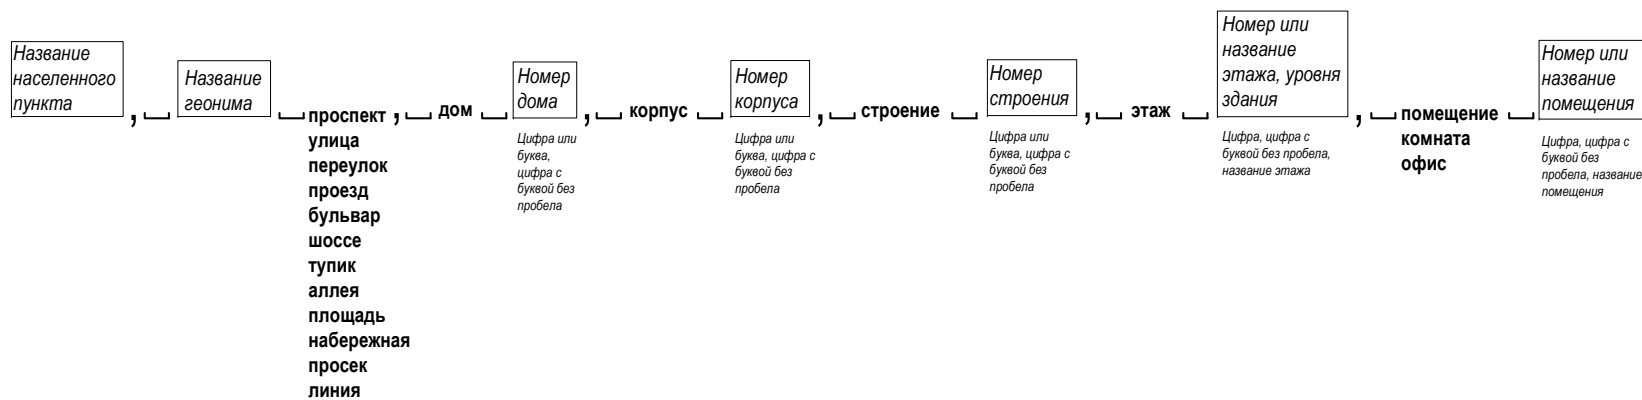 Название
населенного
пункта
,
Название
геонима
проспект
улица
переулок
проезд
бульвар
шоссе
тупик
аллея
площадь
набережная
просек
линия
,
дом
Номер
дома
Цифра или
буква,
цифра с
буквой без
пробела
,
корпус
Номер
корпуса
Цифра или
буква, цифра с
буквой без
пробела
,
строение
Номер
строения
Цифра или
буква, цифра с
буквой без
пробела
,
этаж
Номер или
название
этажа, уровня
здания
Цифра, цифра с
буквой без пробела,
название этажа
,
помещение
комната
офис
Номер или
название
помещения
Цифра, цифра с
буквой без
пробела, название
помещения